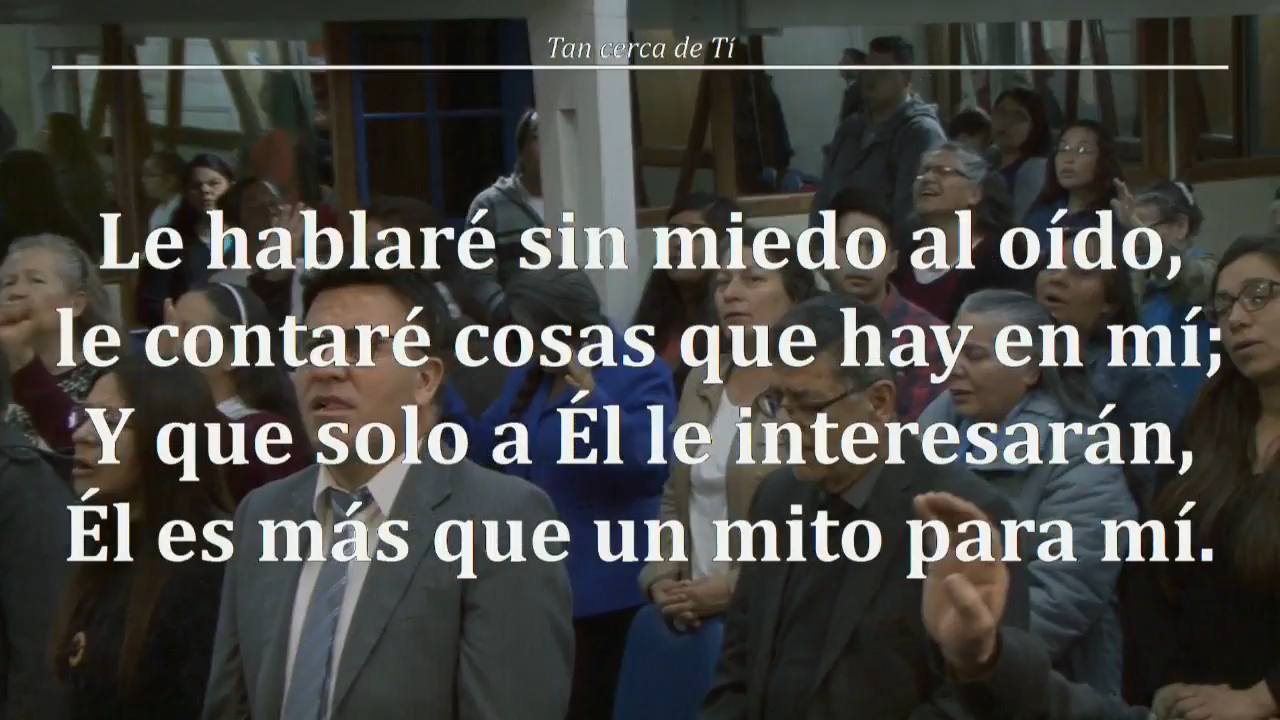 Tan cerca de Tí
Le hablaré sin miedo al oído,
le contaré cosas que hay en mí;
Y que solo a Él le interesarán,
Él es más que un mito para mí.